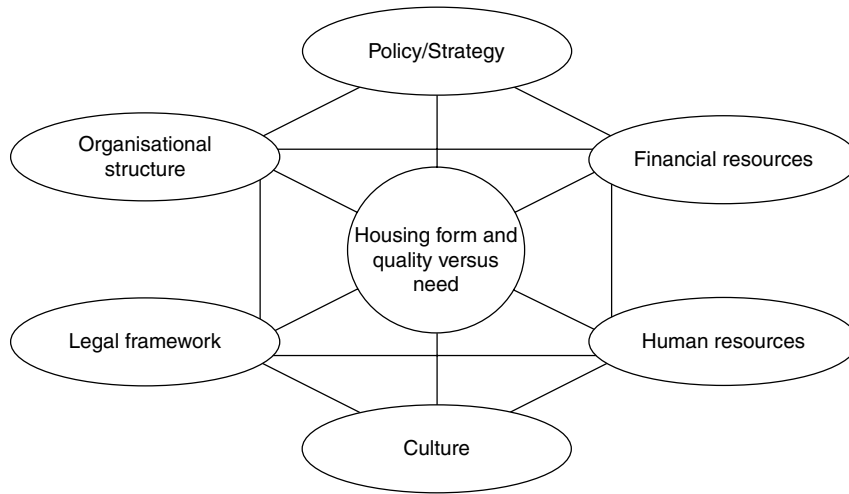 Policy/Strategy
Organisational
structure
Financial resources
Housing form and
quality versus
need
Legal framework
Human resources
Culture